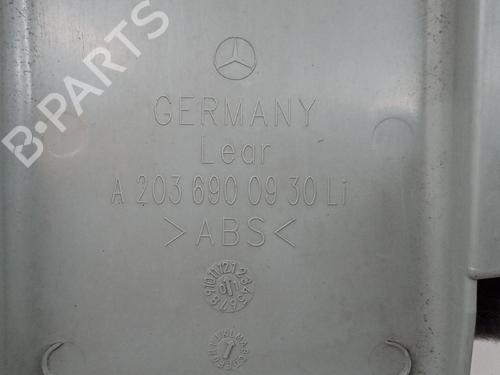 B-PARTS
GERMANY
Lear
A 203 690 09 30 Li
>ABS<